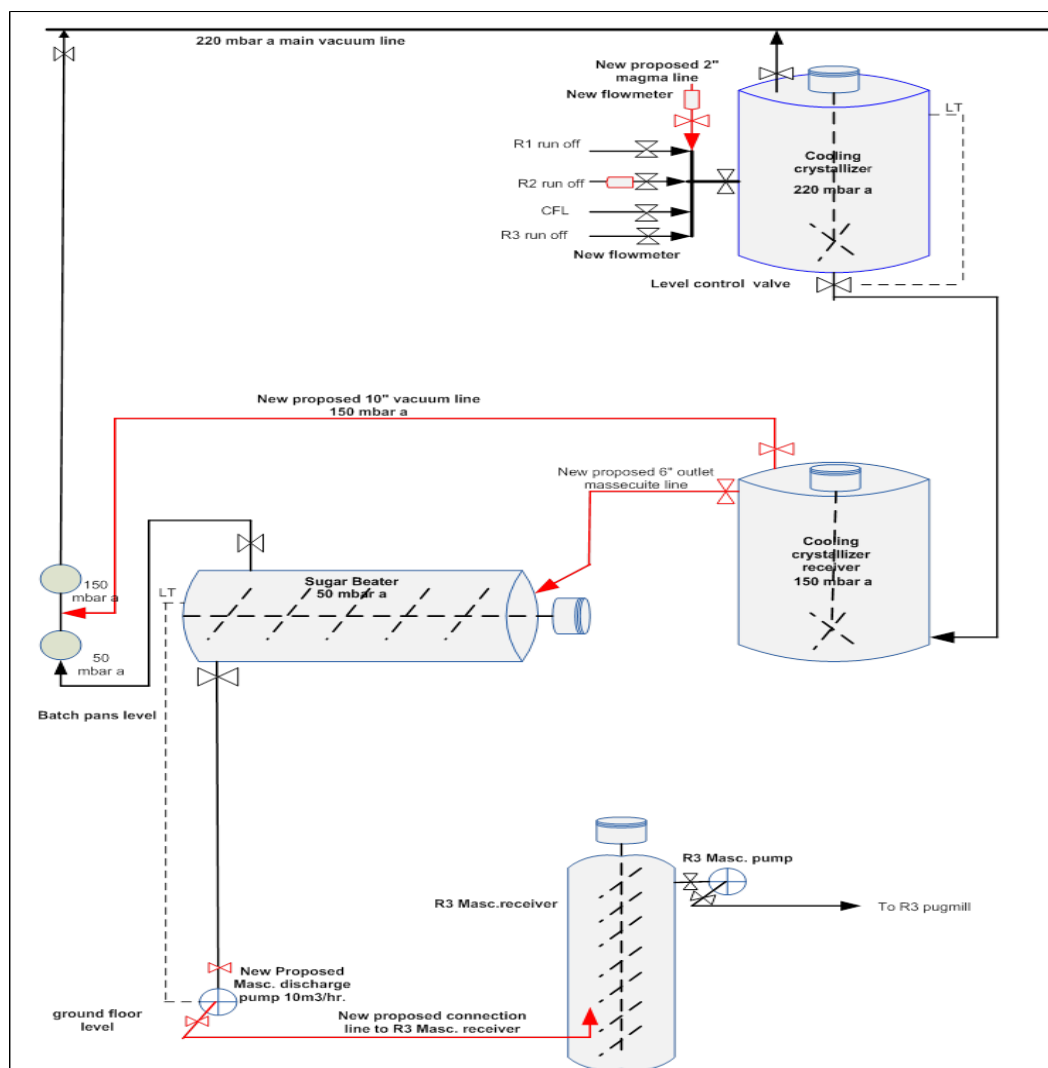 220 mbar a main vacuum line
New proposed 2"
magma line
New flowmeter
LT
R1 run off
R2 run off
CFL
R3 run off
New flowmeter
Cooling
crystallizer
220 mbar a
Level control valve
New proposed 10" vacuum line
150 mbar a
New proposed 6" outlet
massecuite line
Cooling
crystallizer
receiver
150 mbar a
Sugar Beater
50 mbar a
LT
150
mbar a
50
mbar a
Batch pans level
R3 Masc. pump
R3 Masc.receiver
To R3 pugmill
New Proposed
Masc. discharge
pump 10m3/hr.
ground floor
level
New proposed connection
line to R3 Masc. receiver